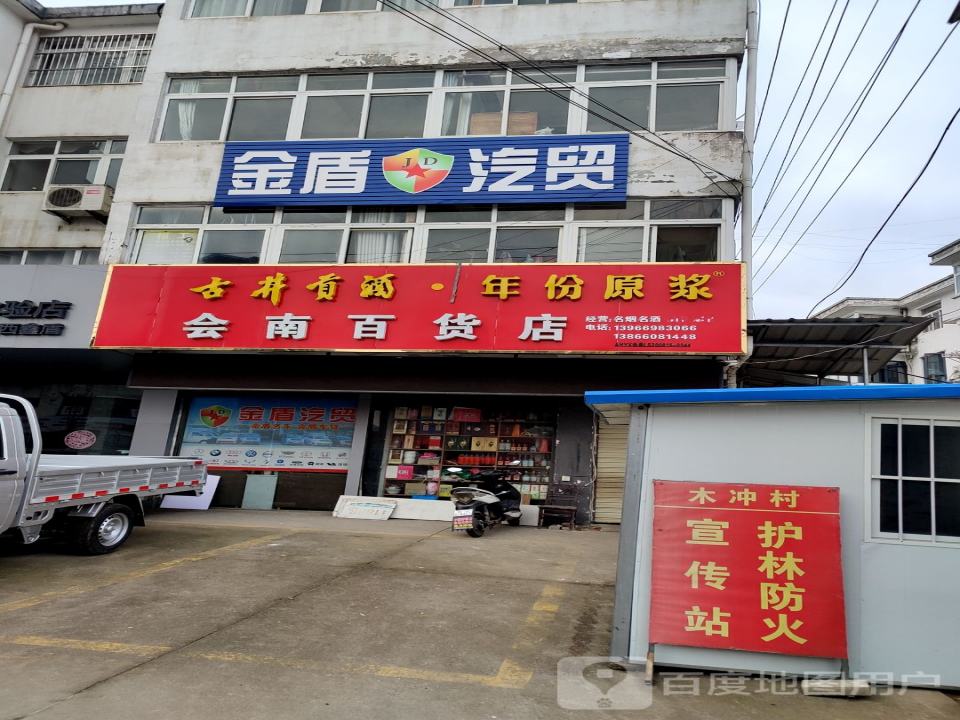 金盾 JD 汽贸
古井贡酒·年份原浆
会南百货店
经营:名烟名酒
电话:13966983066
13866081448
验店
金盾汽贸
木冲村
护林防火
宣传站
百度地图用户